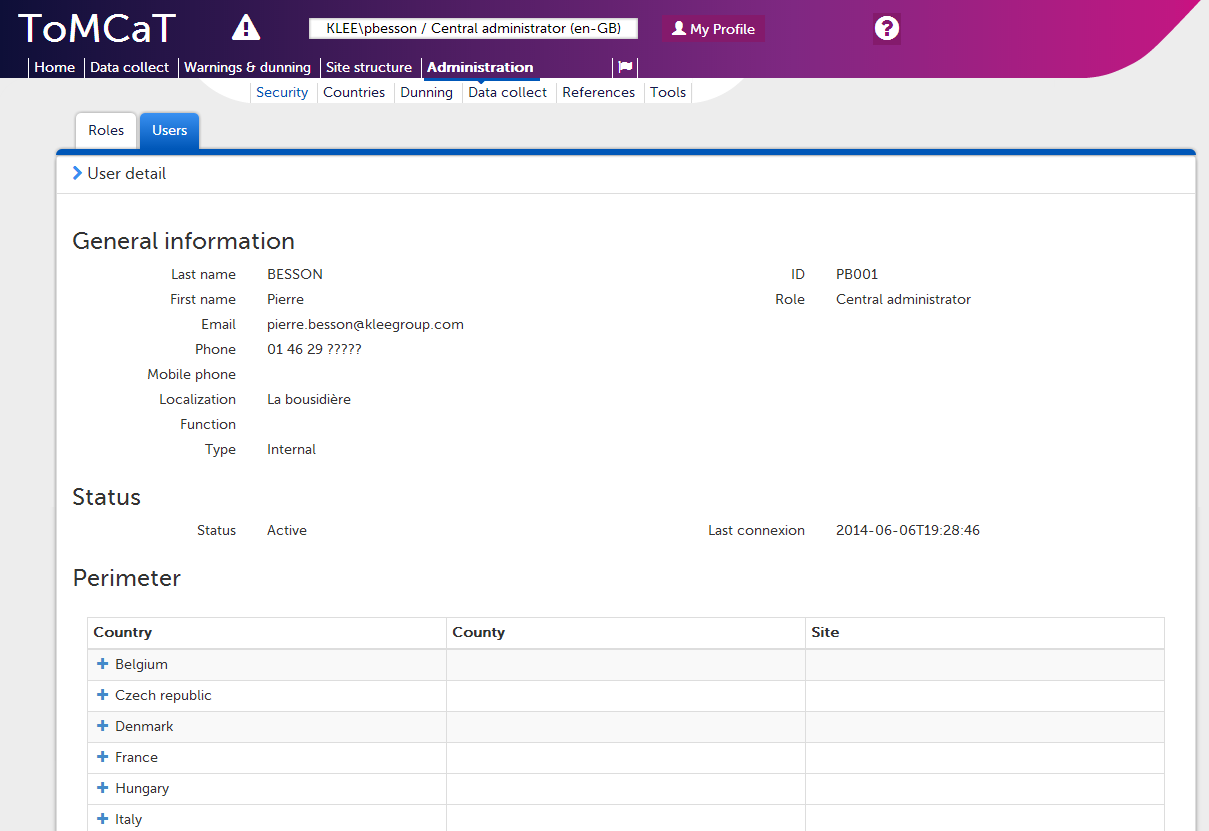 ToMCaT
KLEE\pbesson / Central administrator (en-GB)
My Profile
?
Home
Data collect
Warnings & dunning
Site structure
Administration
Security
Countries
Dunning
Data collect
References
Tools
Roles
Users
User detail
General information
Last name BESSON
ID PB001
First name Pierre
Role Central administrator
Email pierre.besson@kleegroup.com
Phone 01 46 29 ?????
Mobile phone
Localization La bousidière
Function
Type Internal
Status
Status Active
Last connexion 2014-06-06T19:28:46
Perimeter
Country County Site
Belgium
Czech republic
Denmark
France
Hungary
Italy